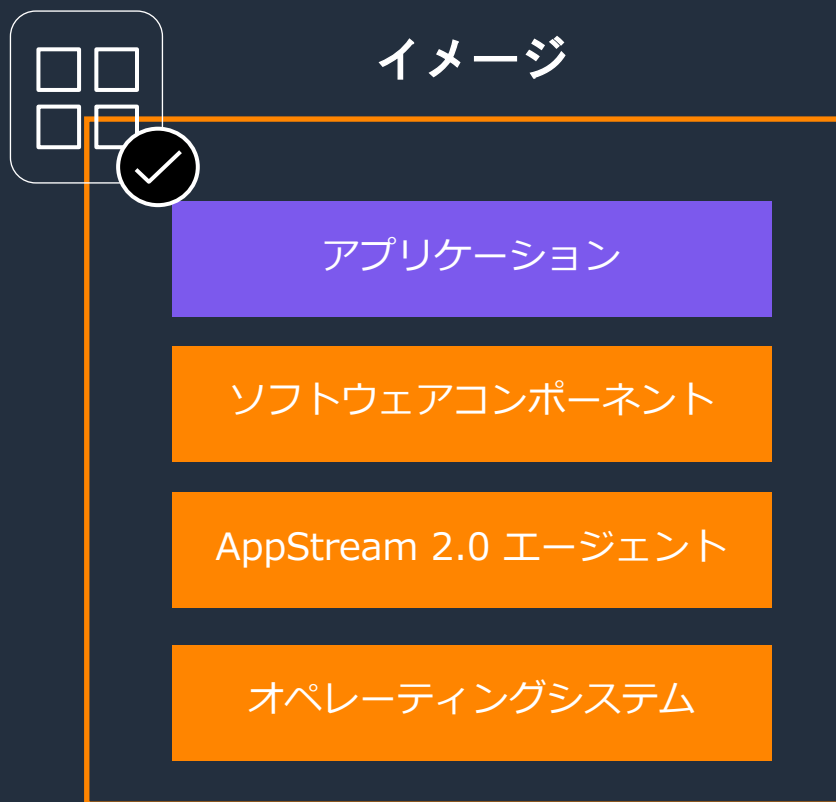 イメージ
アプリケーション
ソフトウェアコンポーネント
AppStream 2.0 エージェント
オペレーティングシステム